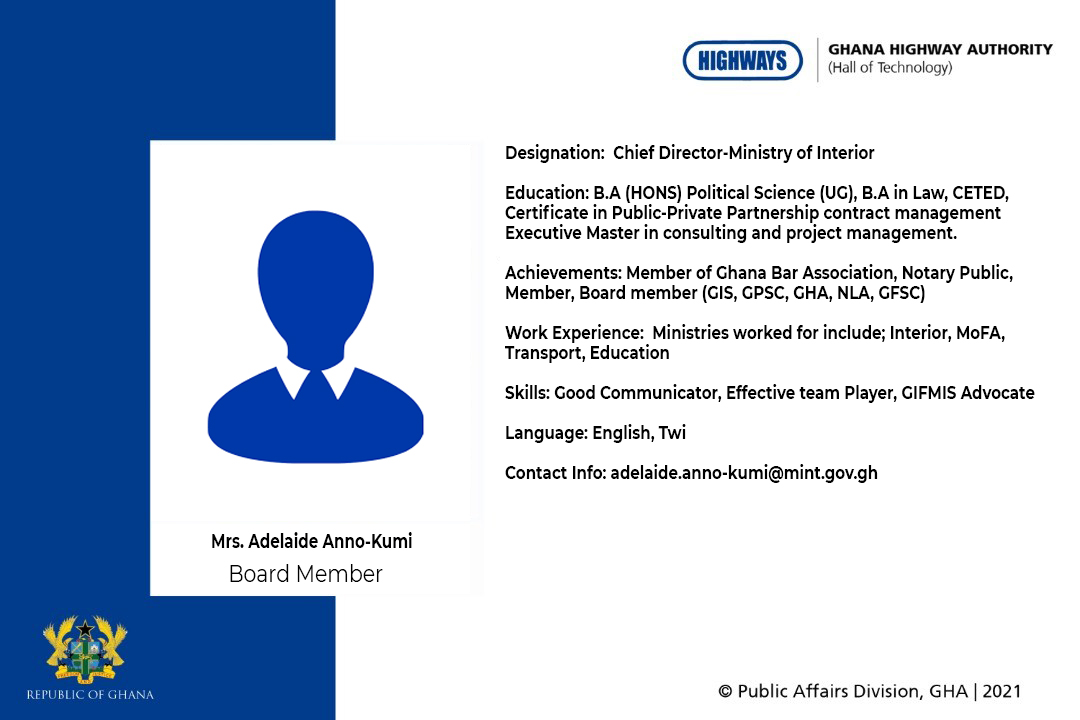 HIGHWAYS
GHANA HIGHWAY AUTHORITY
(Hall of Technology)
Designation: Chief Director-Ministry of Interior
Education: B.A (HONS) Political Science (UG), B.A in Law, CETED,
Certificate in Public-Private Partnership contract management
Executive Master in consulting and project management.
Achievements: Member of Ghana Bar Association, Notary Public,
Member, Board member (GIS, GPSC, GHA, NLA, GFSC)
Work Experience: Ministries worked for include; Interior, MoFA,
Transport, Education
Skills: Good Communicator, Effective team Player, GIFMIS Advocate
Language: English, Twi
Contact Info: adelaide.anno-kumi@mint.gov.gh
Mrs. Adelaide Anno-Kumi
Board Member
REPUBLIC OF GHANA
© Public Affairs Division, GHA | 2021